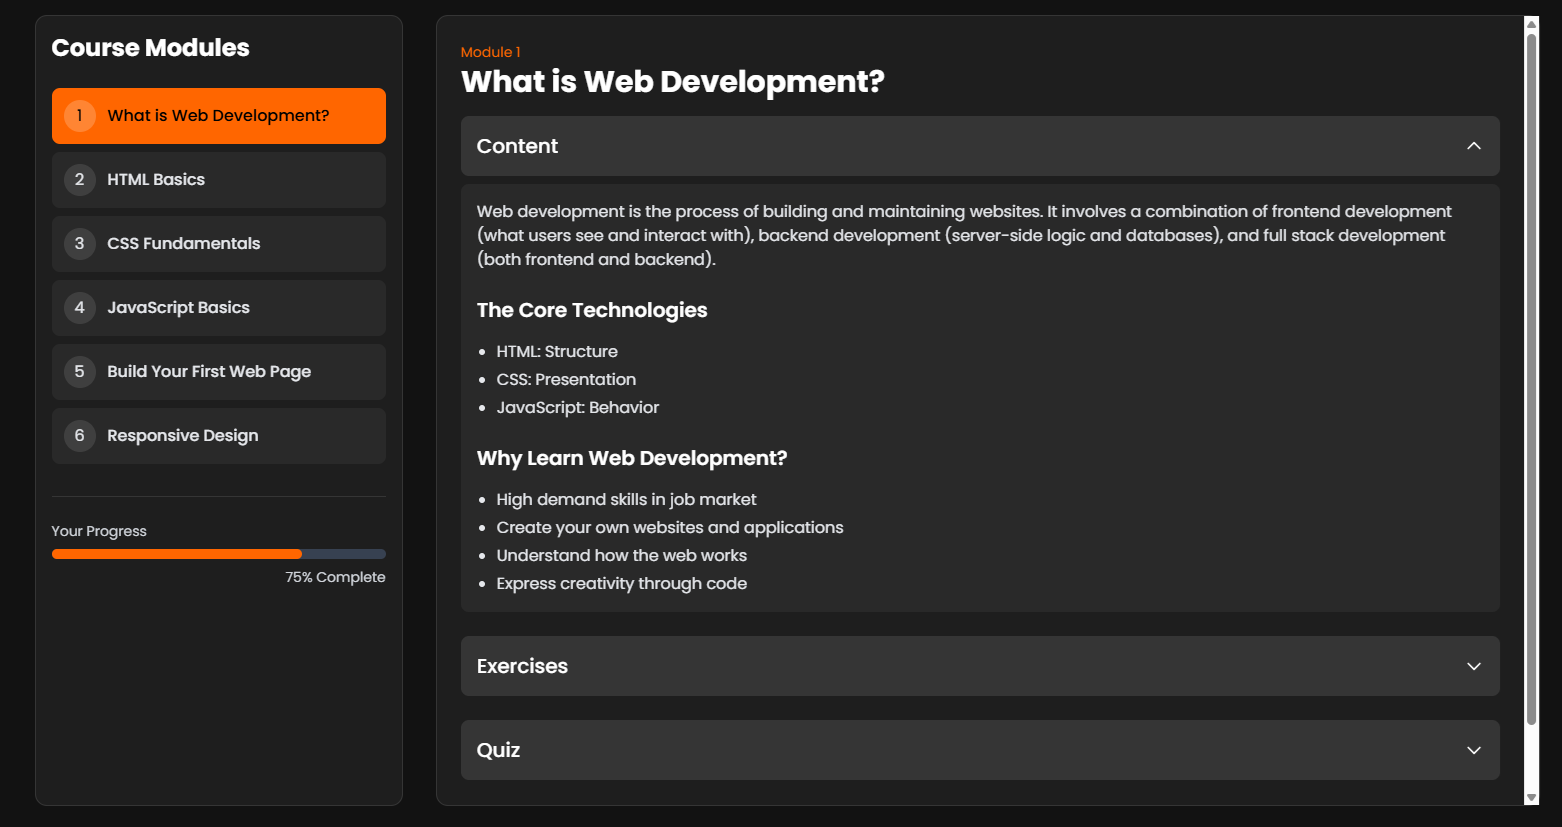 Course Modules
1 What is Web Development?
2 HTML Basics
3 CSS Fundamentals
4 JavaScript Basics
5 Build Your First Web Page
6 Responsive Design
Your Progress
75% Complete
Module 1
What is Web Development?
Content
Web development is the process of building and maintaining websites. It involves a combination of frontend development
(what users see and interact with), backend development (server-side logic and databases), and full stack development
(both frontend and backend).
The Core Technologies
• HTML: Structure
• CSS: Presentation
• JavaScript: Behavior
Why Learn Web Development?
• High demand skills in job market
• Create your own websites and applications
• Understand how the web works
• Express creativity through code
Exercises
Quiz